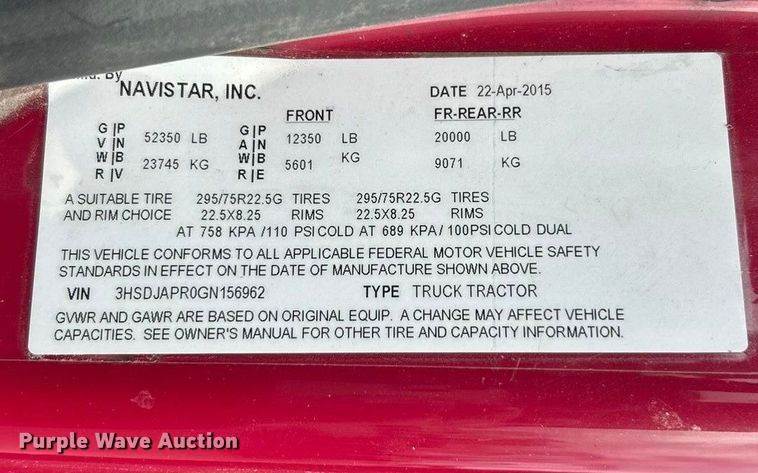 By
NAVISTAR, INC. DATE 22-Apr-2015
FRONT FR-REAR-RR
G P V N W B R V 52350 LB 23745 KG G P A N W B R E 12350 LB 5601 KG 20000 LB 9071 KG
A SUITABLE TIRE 295/75R22.5G TIRES 295/75R22.5G TIRES
AND RIM CHOICE 22.5X8.25 RIMS 22.5X8.25 RIMS
AT 758 KPA /110 PSI COLD AT 689 KPA/ 100PSI COLD DUAL
THIS VEHICLE CONFORMS TO ALL APPLICABLE FEDERAL MOTOR VEHICLE SAFETY
STANDARDS IN EFFECT ON THE DATE OF MANUFACTURE SHOWN ABOVE.
VIN 3HSDJAPR0GN156962 TYPE TRUCK TRACTOR
GVWR AND GAWR ARE BASED ON ORIGINAL EQUIP. A CHANGE MAY AFFECT VEHICLE
CAPACITIES. SEE OWNER'S MANUAL FOR OTHER TIRE AND CAPACITY INFORMATION.
Purple Wave Auction